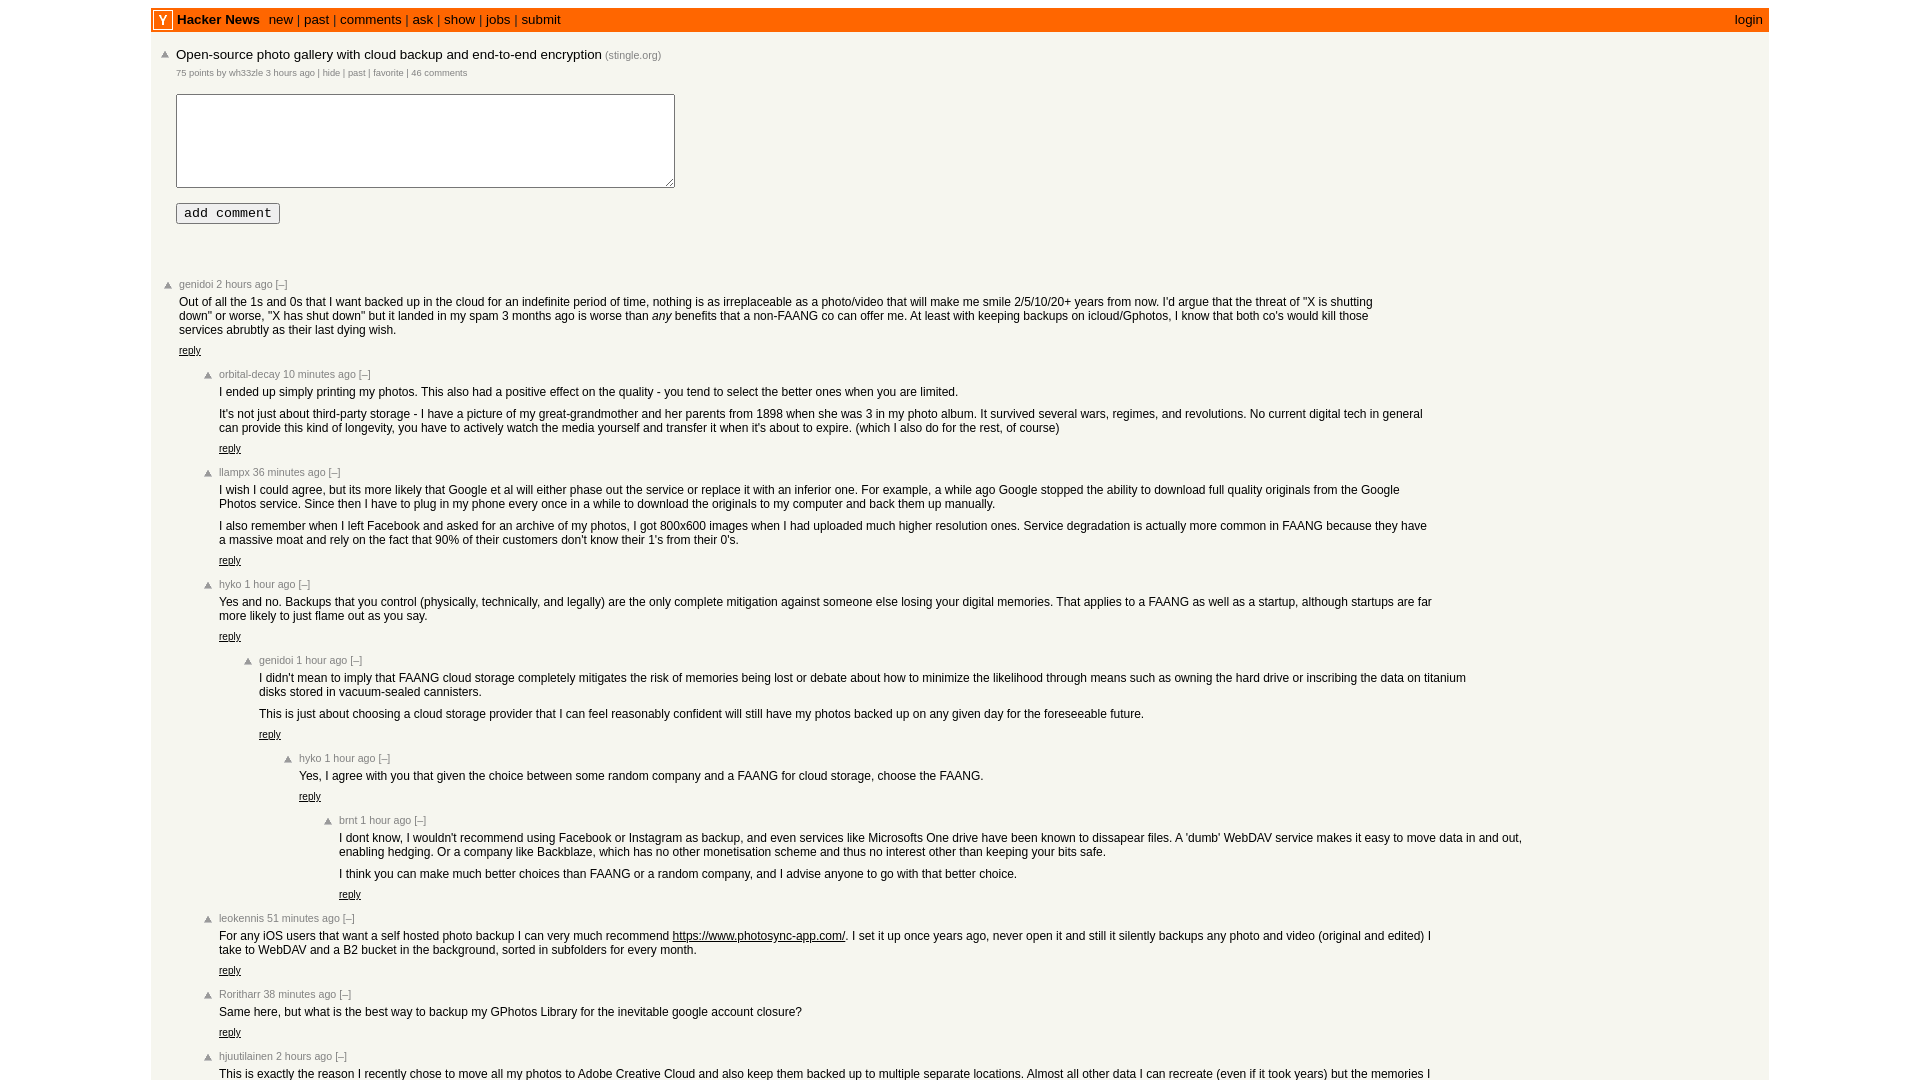 Y Hacker News new | past | comments | ask | show | jobs | submit login
Open-source photo gallery with cloud backup and end-to-end encryption (stingle.org)
75 points by wh33zle 3 hours ago | hide | past | favorite | 46 comments
add comment
genidoi 2 hours ago [–]
Out of all the 1s and 0s that I want backed up in the cloud for an indefinite period of time, nothing is as irreplaceable as a photo/video that will make me smile 2/5/10/20+ years from now. I'd argue that the threat of "X is shutting
down" or worse, "X has shut down" but it landed in my spam 3 months ago is worse than any benefits that a non-FAANG co can offer me. At least with keeping backups on icloud/Gphotos, I know that both co's would kill those
services abrubtly as their last dying wish.
reply
orbital-decay 10 minutes ago [–]
I ended up simply printing my photos. This also had a positive effect on the quality - you tend to select the better ones when you are limited.
It's not just about third-party storage - I have a picture of my great-grandmother and her parents from 1898 when she was 3 in my photo album. It survived several wars, regimes, and revolutions. No current digital tech in general
can provide this kind of longevity, you have to actively watch the media yourself and transfer it when it's about to expire. (which I also do for the rest, of course)
reply
llampx 36 minutes ago [–]
I wish I could agree, but its more likely that Google et al will either phase out the service or replace it with an inferior one. For example, a while ago Google stopped the ability to download full quality originals from the Google
Photos service. Since then I have to plug in my phone every once in a while to download the originals to my computer and back them up manually.
I also remember when I left Facebook and asked for an archive of my photos, I got 800x600 images when I had uploaded much higher resolution ones. Service degradation is actually more common in FAANG because they have
a massive moat and rely on the fact that 90% of their customers don't know their 1's from their 0's.
reply
hyko 1 hour ago [–]
Yes and no. Backups that you control (physically, technically, and legally) are the only complete mitigation against someone else losing your digital memories. That applies to a FAANG as well as a startup, although startups are far
more likely to just flame out as you say.
reply
genidoi 1 hour ago [–]
I didn't mean to imply that FAANG cloud storage completely mitigates the risk of memories being lost or debate about how to minimize the likelihood through means such as owning the hard drive or inscribing the data on titanium
disks stored in vacuum-sealed cannisters.
This is just about choosing a cloud storage provider that I can feel reasonably confident will still have my photos backed up on any given day for the foreseeable future.
reply
hyko 1 hour ago [–]
Yes, I agree with you that given the choice between some random company and a FAANG for cloud storage, choose the FAANG.
reply
brnt 1 hour ago [–]
I dont know, I wouldn't recommend using Facebook or Instagram as backup, and even services like Microsofts One drive have been known to dissapear files. A 'dumb' WebDAV service makes it easy to move data in and out,
enabling hedging. Or a company like Backblaze, which has no other monetisation scheme and thus no interest other than keeping your bits safe.
I think you can make much better choices than FAANG or a random company, and I advise anyone to go with that better choice.
reply
leokennis 51 minutes ago [–]
For any iOS users that want a self hosted photo backup I can very much recommend https://www.photosync-app.com/. I set it up once years ago, never open it and still it silently backups any photo and video (original and edited) I
take to WebDAV and a B2 bucket in the background, sorted in subfolders for every month.
reply
Roritharr 38 minutes ago [–]
Same here, but what is the best way to backup my GPhotos Library for the inevitable google account closure?
reply
hjuutilainen 2 hours ago [–]
This is exactly the reason I recently chose to move all my photos to Adobe Creative Cloud and also keep them backed up to multiple separate locations. Almost all other data I can recreate (even if it took years) but the memories I